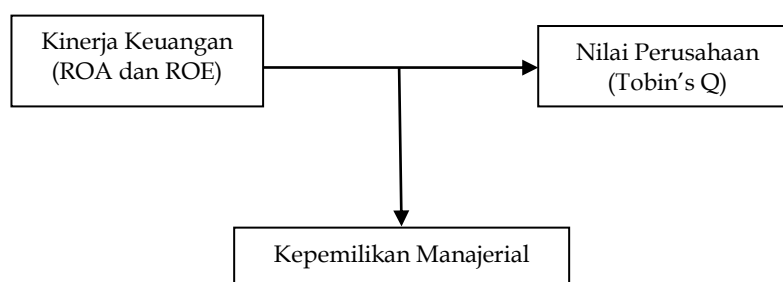 Kinerja Keuangan
(ROA dan ROE)
Nilai Perusahaan
(Tobin’s Q)
Kepemilikan Manajerial